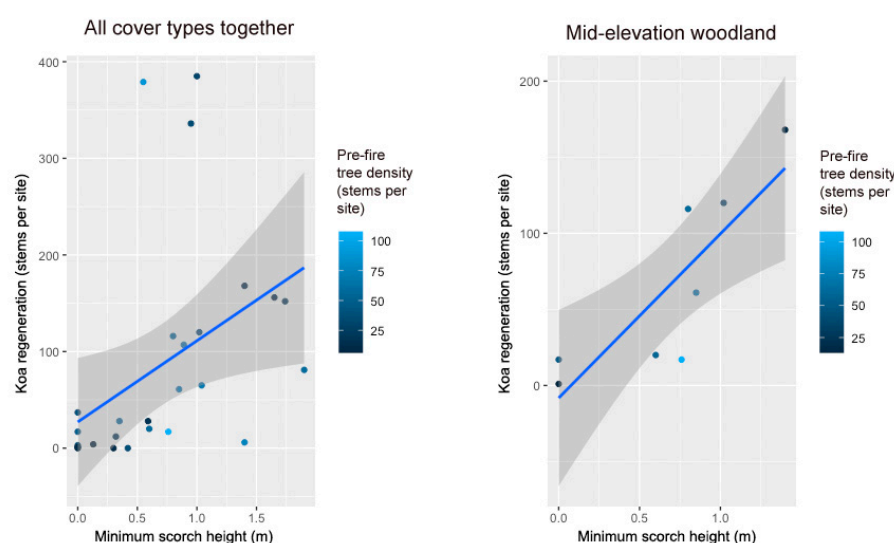 All cover types together
Koa regeneration (stems per site)
400
300
200
100
0
0.0 0.5 1.0 1.5
Minimum scorch height (m)
Pre-fire
tree density
(stems per
site)
100
75
50
25
Mid-elevation woodland
Koa regeneration (stems per site)
200
100
0
0.0 0.5 1.0
Minimum scorch height (m)
Pre-fire
tree density
(stems per
site)
100
75
50
25